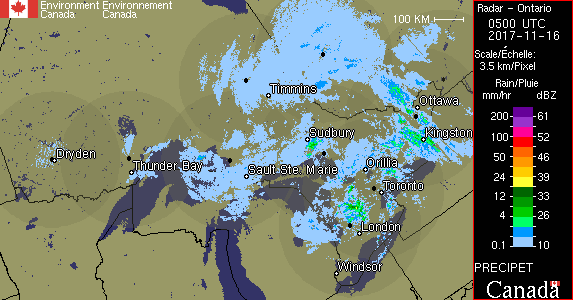 Environment Environnement
Canada Canada
100 KM
Timmins
Ottawa
Sudbury
Kingston
Dryden
Thunder Bay
Sault Ste. Marie
Orillia
Toronto
London
Windsor
Radar - Ontario
0500 UTC
2017-11-16
Scale/Échelle:
3.5 km/Pixel
Rain/Pluie
mm/hr dBZ
200 61
100 52
50 46
24 39
12 33
4 26
0.1 10
PRECIPET
Canada